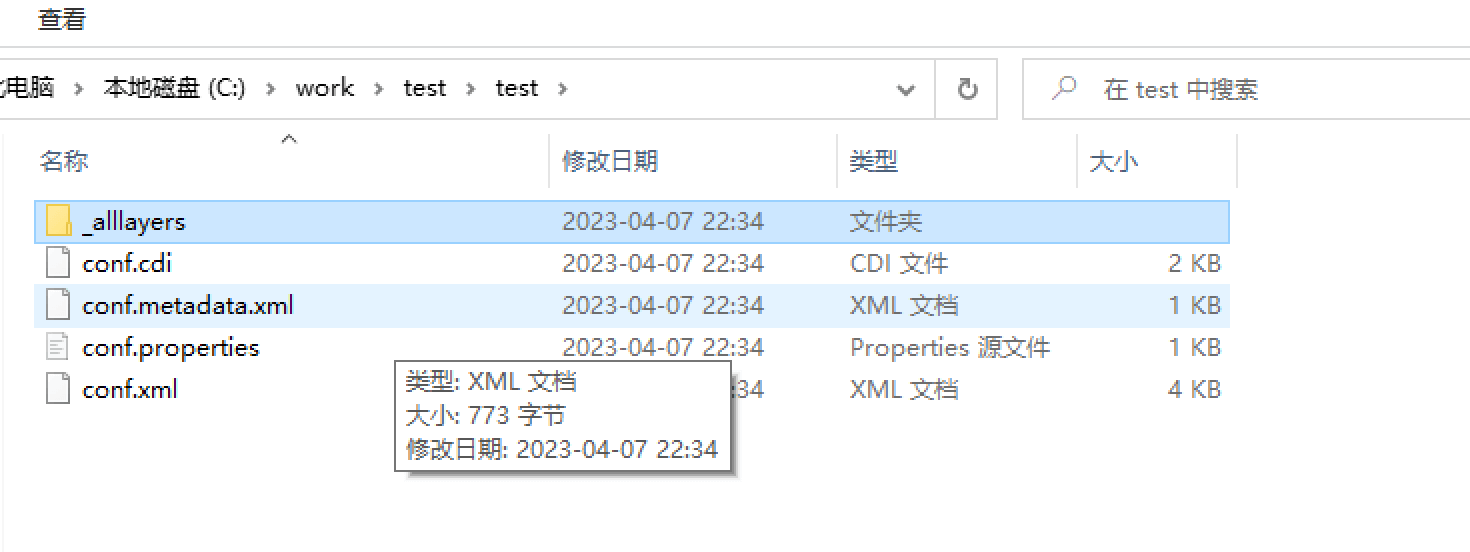 查看
电脑 › 本地磁盘 (C:) › work › test › test ›
在 test 中搜索
名称 修改日期 类型 大小
_alllayers 2023-04-07 22:34 文件夹
conf.cdi 2023-04-07 22:34 CDI 文件 2 KB
conf.metadata.xml 2023-04-07 22:34 XML 文档 1 KB
conf.properties 2023-04-07 22:34 Properties 源文件 1 KB
conf.xml :34 XML 文档 4 KB
类型: XML 文档
大小: 773 字节
修改日期: 2023-04-07 22:34